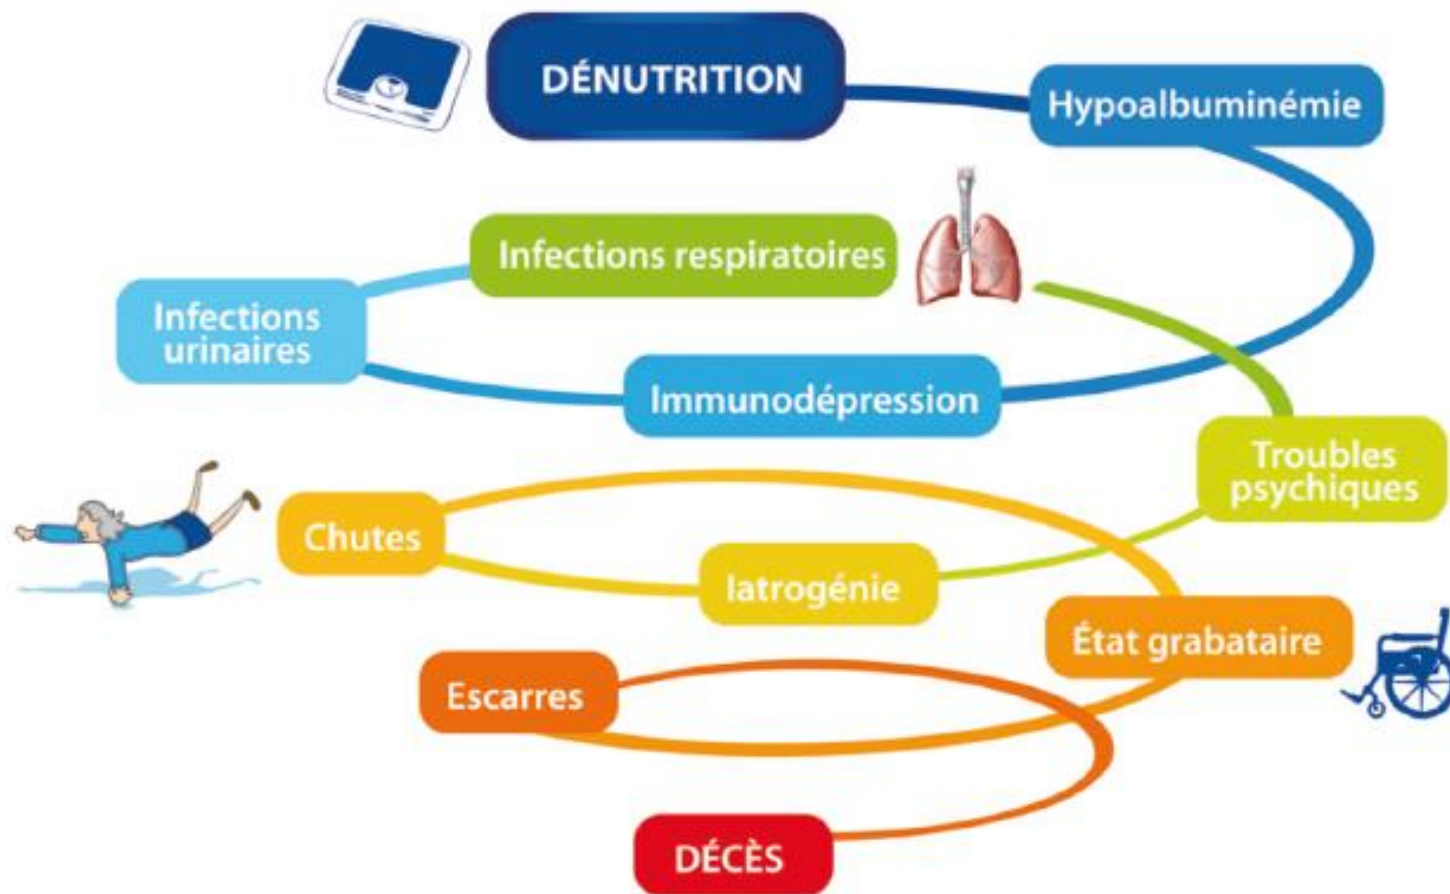 DÉNUTRITION
Hypoalbuminémie
Infections respiratoires
Infections
urinaires
Immunodépression
Troubles
psychiques
Chutes
Iatrogénie
État grabataire
Escarres
DÉCÈS